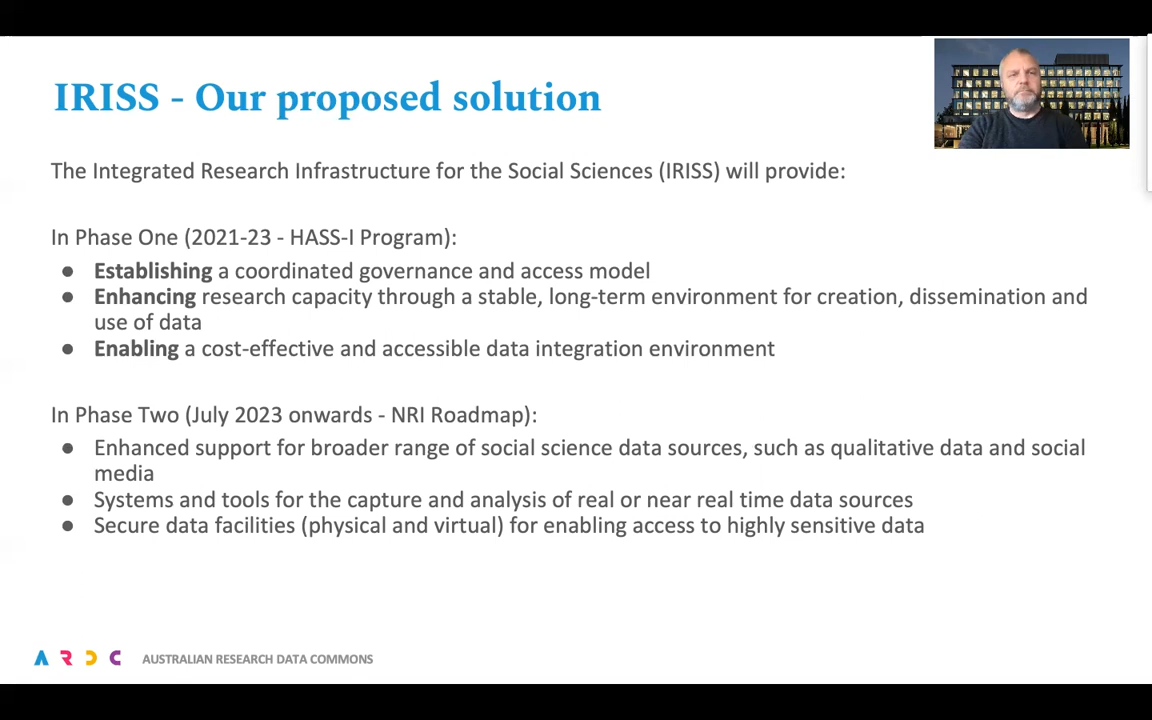 IRISS - Our proposed solution
The Integrated Research Infrastructure for the Social Sciences (IRISS) will provide:
In Phase One (2021-23 - HASS-I Program):
● Establishing a coordinated governance and access model
● Enhancing research capacity through a stable, long-term environment for creation, dissemination and
use of data
● Enabling a cost-effective and accessible data integration environment
In Phase Two (July 2023 onwards - NRI Roadmap):
● Enhanced support for broader range of social science data sources, such as qualitative data and social
media
● Systems and tools for the capture and analysis of real or near real time data sources
● Secure data facilities (physical and virtual) for enabling access to highly sensitive data
ARDC AUSTRALIAN RESEARCH DATA COMMONS